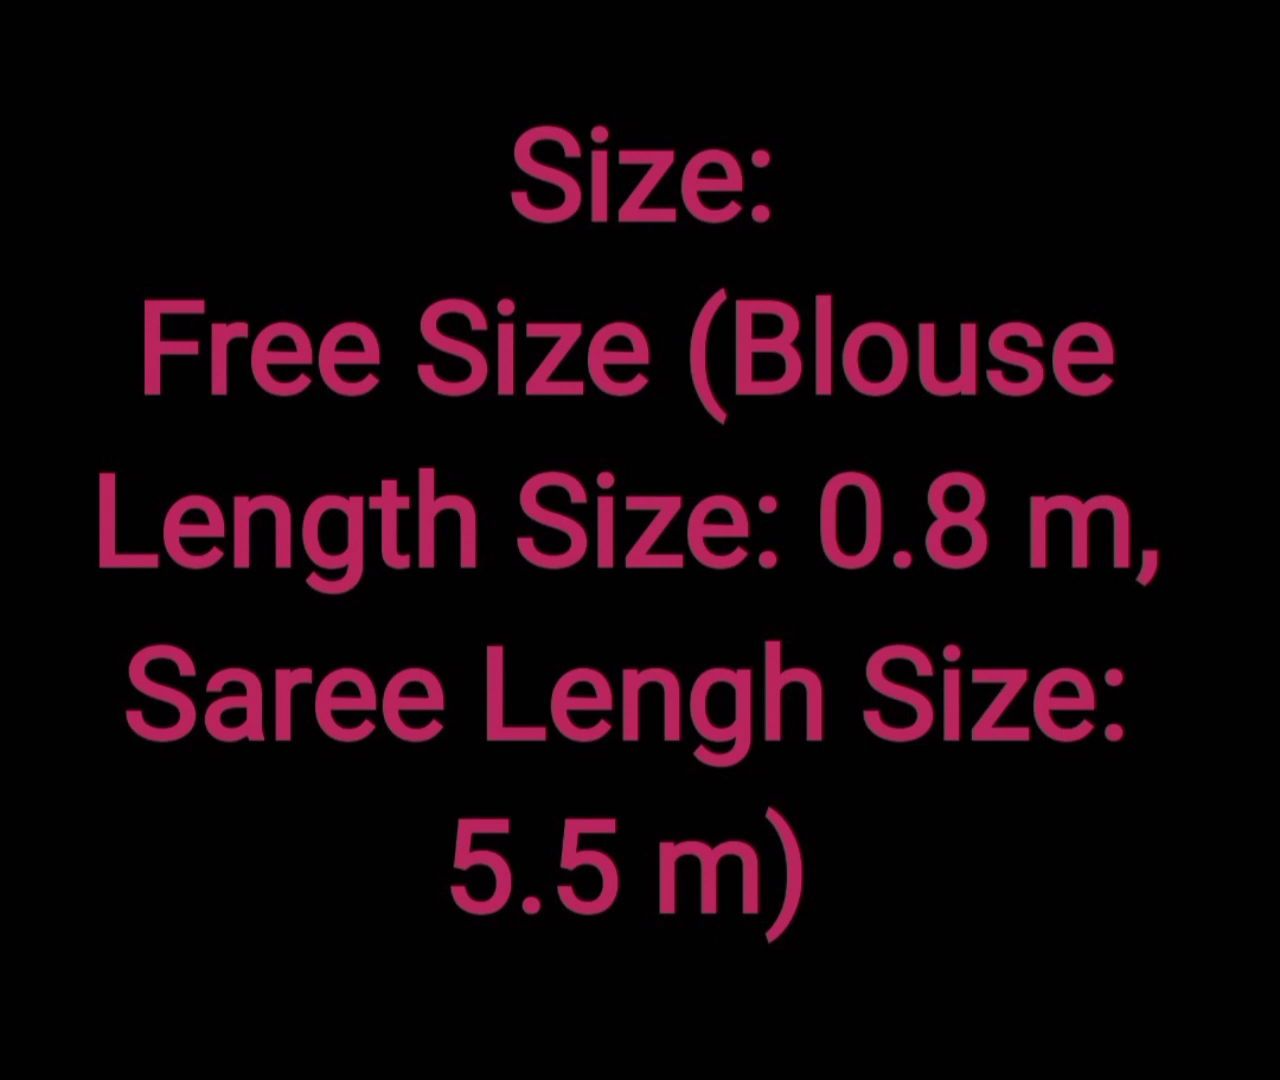 Size:
Free Size (Blouse
Length Size: 0.8 m,
Saree Lengh Size:
5.5 m)